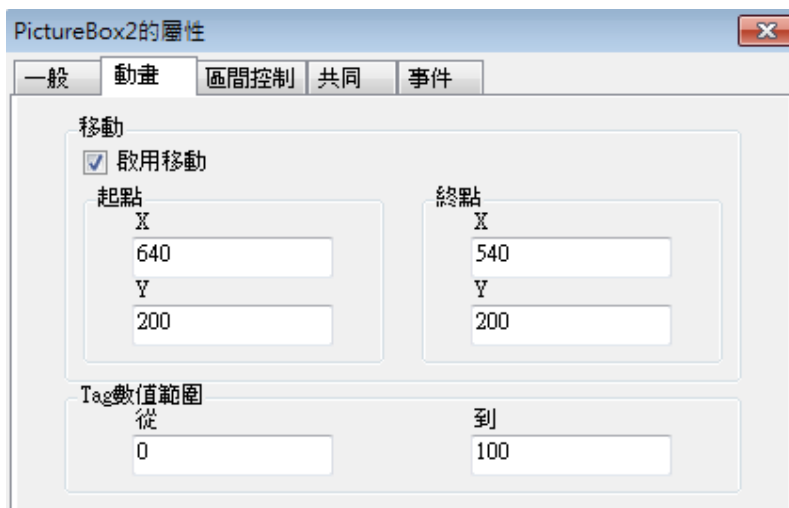 PictureBox2的屬性
一般 動畫 區間控制 共同 事件
移動
啟用移動
起點 終點
X X
640 540
Y Y
200 200
Tag數值範圍
從 到
0 100